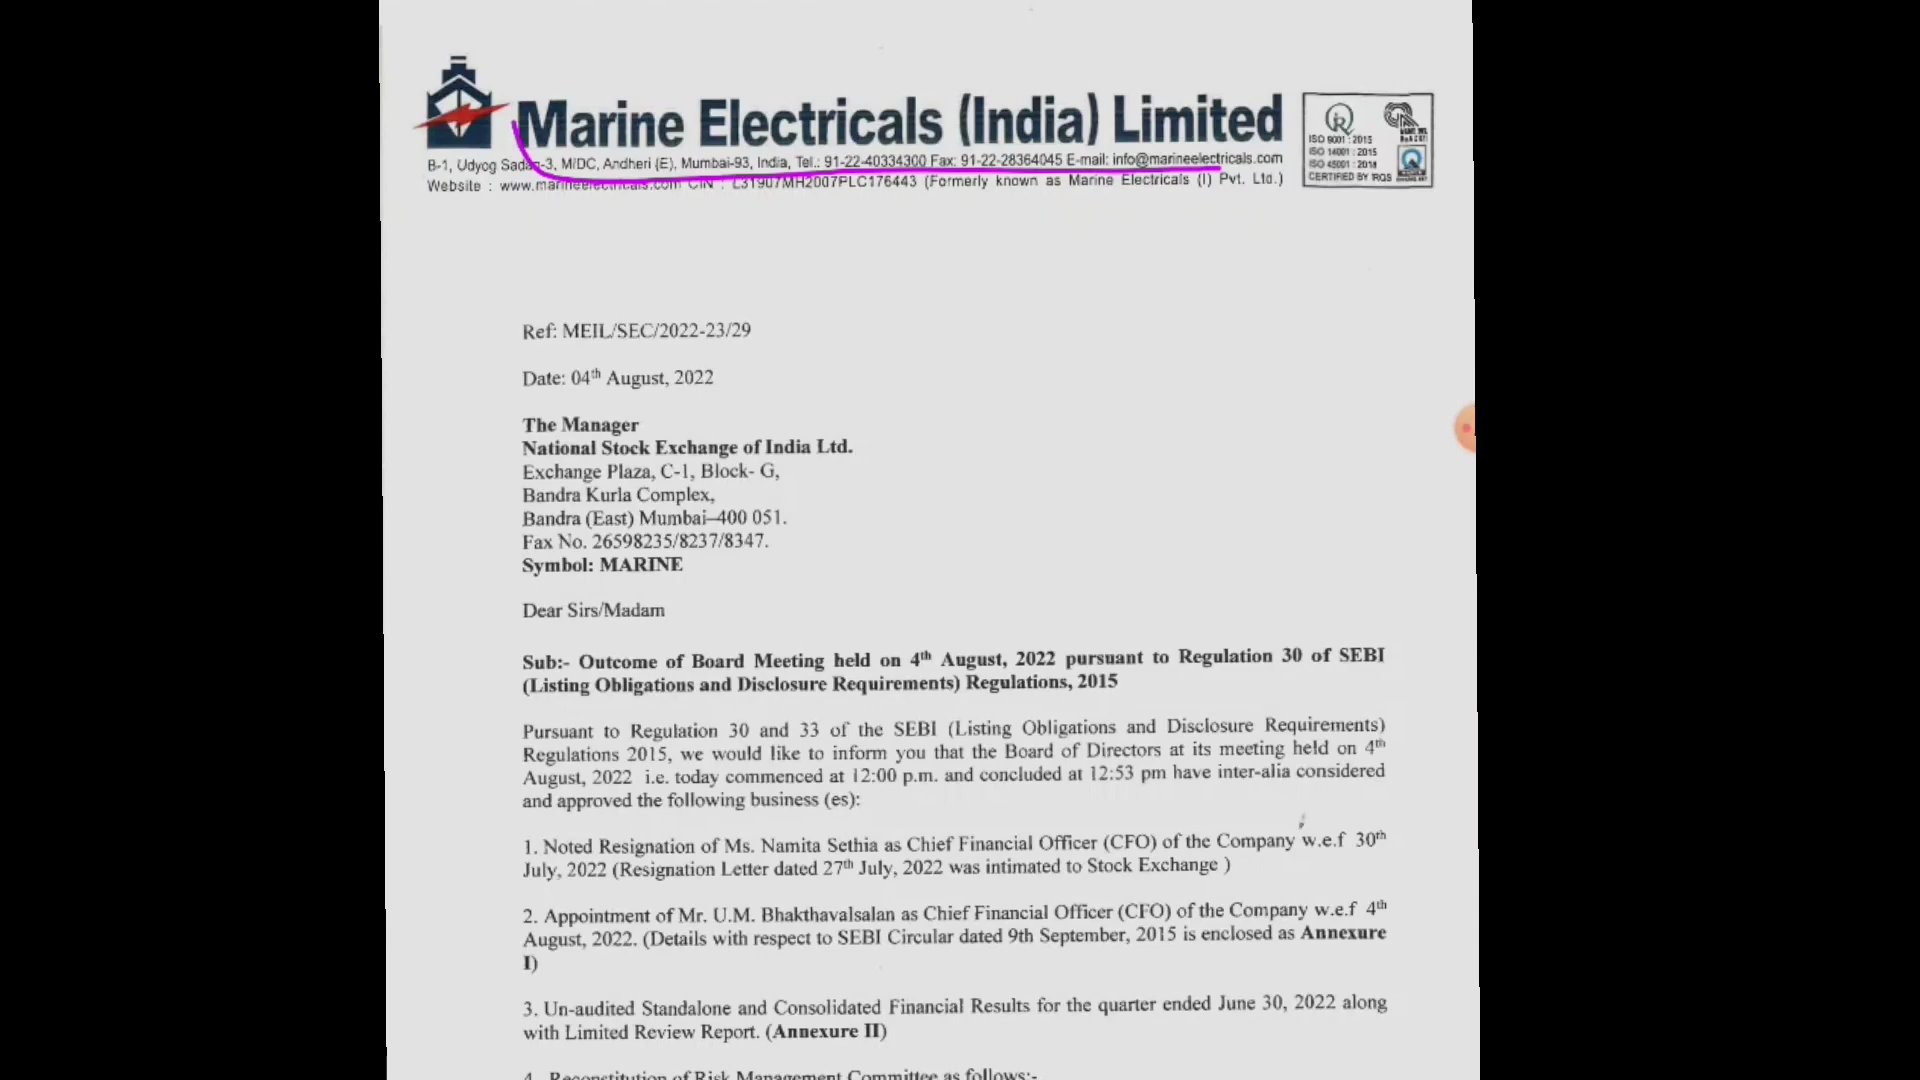 Marine Electricals (India) Limited
B-1, Udyog Sadan-3, MIDC, Andheri (E), Mumbai-93, India, Tel.: 91-22-40334300 Fax: 91-22-28364045 E-mail: info@marineelectricals.com
Website : www.marineelectricals.com CIN : L31907MH2007PLC176443 (Formerly known as Marine Electricals (I) Pvt. Ltd.)
ISO 9001 : 2015
ISO 14001 : 2015
ISO 45001 : 2018
CERTIFIED BY IRQS
Ref: MEIL/SEC/2022-23/29
Date: 04th August, 2022
The Manager
National Stock Exchange of India Ltd.
Exchange Plaza, C-1, Block- G,
Bandra Kurla Complex,
Bandra (East) Mumbai–400 051.
Fax No. 26598235/8237/8347.
Symbol: MARINE
Dear Sirs/Madam
Sub:- Outcome of Board Meeting held on 4th August, 2022 pursuant to Regulation 30 of SEBI
(Listing Obligations and Disclosure Requirements) Regulations, 2015
Pursuant to Regulation 30 and 33 of the SEBI (Listing Obligations and Disclosure Requirements)
Regulations 2015, we would like to inform you that the Board of Directors at its meeting held on 4th
August, 2022 i.e. today commenced at 12:00 p.m. and concluded at 12:53 pm have inter-alia considered
and approved the following business (es):
1. Noted Resignation of Ms. Namita Sethia as Chief Financial Officer (CFO) of the Company w.e.f 30th
July, 2022 (Resignation Letter dated 27th July, 2022 was intimated to Stock Exchange )
2. Appointment of Mr. U.M. Bhakthavalsalan as Chief Financial Officer (CFO) of the Company w.e.f 4th
August, 2022. (Details with respect to SEBI Circular dated 9th September, 2015 is enclosed as Annexure
I)
3. Un-audited Standalone and Consolidated Financial Results for the quarter ended June 30, 2022 along
with Limited Review Report. (Annexure II)
4. Reconstitution of Risk Management Committee as follows:-